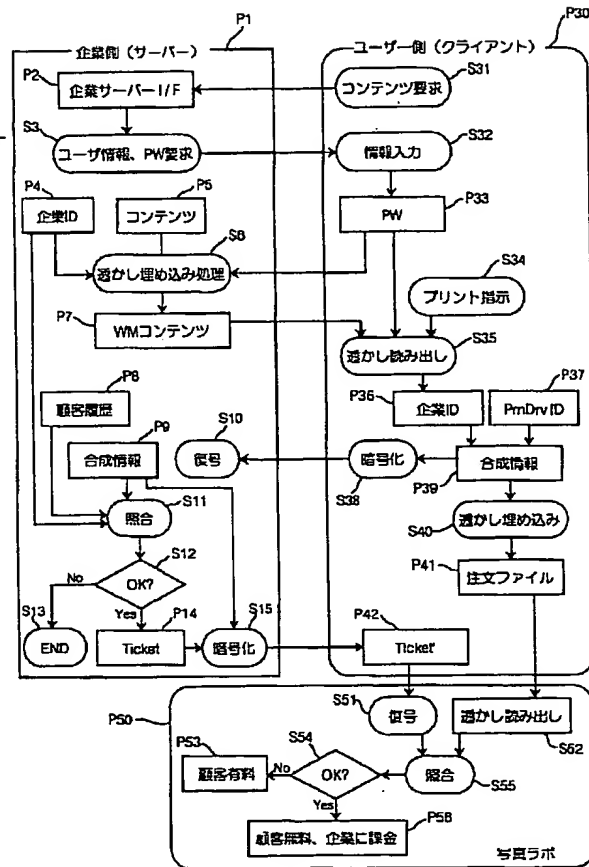 P1
P30
企業側(サーバー)
ユーザー側(クライアント)
P2
企業サーバーI/F
S31
コンテンツ要求
S3
ユーザ情報、PW要求
S32
情報入力
P4
企業ID
P5
コンテンツ
P33
PW
S6
透かし埋め込み処理
S34
プリント指示
P7
WMコンテンツ
S35
透かし読み出し
P8
顧客履歴
P36
企業ID
P37
PrnDrv ID
P9
合成情報
S10
復号
S38
暗号化
P39
合成情報
S11
照合
S40
透かし埋め込み
S12
OK?
No
Yes
P41
注文ファイル
S13
END
P14
Ticket
S15
暗号化
P42
Ticket'
P50
S51
復号
透かし読み出し
S52
P53
顧客有料
S54
OK?
No
Yes
照合
S55
顧客無料、企業に課金
P56
写真ラボ